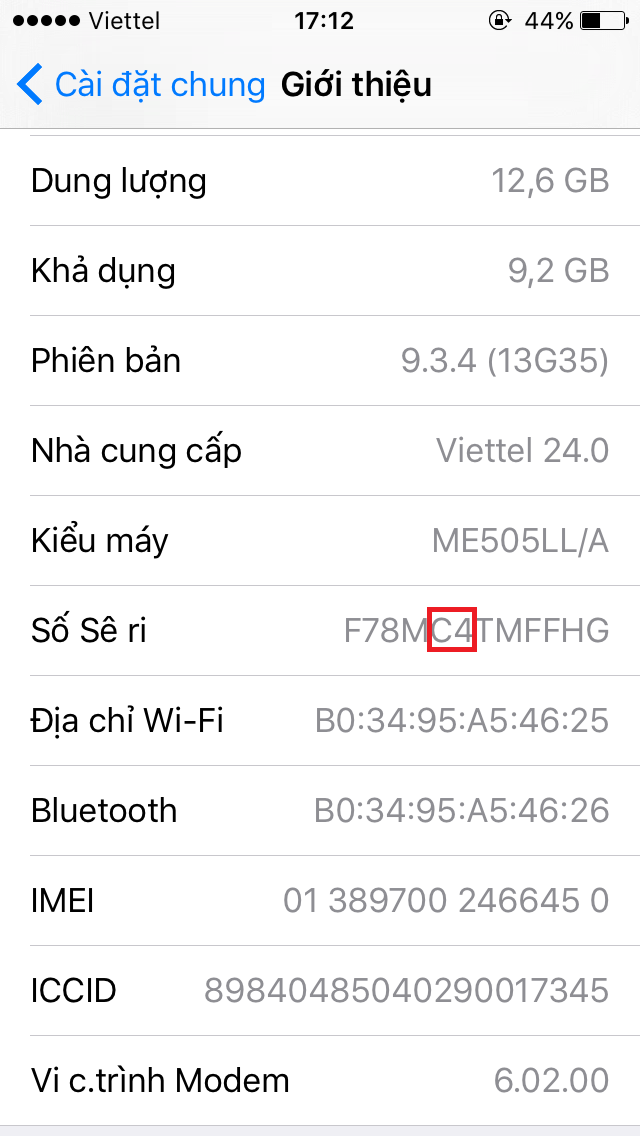 Viettel 17:12 44%
Cài đặt chung Giới thiệu
Dung lượng 12,6 GB
Khả dụng 9,2 GB
Phiên bản 9.3.4 (13G35)
Nhà cung cấp Viettel 24.0
Kiểu máy ME505LL/A
Số Sê ri F78MC4TMFFHG
Địa chỉ Wi-Fi B0:34:95:A5:46:25
Bluetooth B0:34:95:A5:46:26
IMEI 01 389700 246645 0
ICCID 89840485040290017345
Vi c.trình Modem 6.02.00